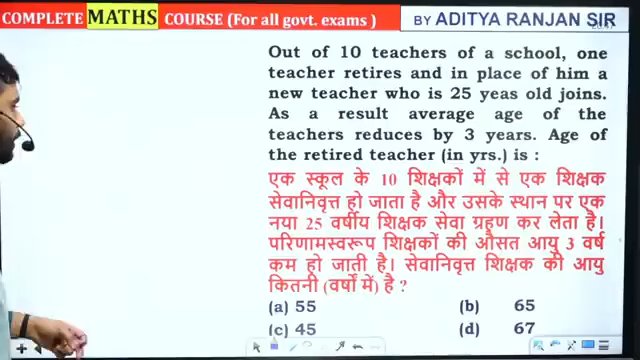 COMPLETE MATHS COURSE (For all govt. exams ) BY ADITYA RANJAN SIR
Out of 10 teachers of a school, one
teacher retires and in place of him a
new teacher who is 25 yeas old joins.
As a result average age of the
teachers reduces by 3 years. Age of
the retired teacher (in yrs.) is :
एक स्कूल के 10 शिक्षकों में से एक शिक्षक
सेवानिवृत्त हो जाता है और उसके स्थान पर एक
नया 25 वर्षीय शिक्षक सेवा ग्रहण कर लेता है।
परिणामस्वरूप शिक्षकों की औसत आयु 3 वर्ष
कम हो जाती है। सेवानिवृत्त शिक्षक की आयु
कितनी (वर्षों में) है ?
(a) 55 (b) 65
(c) 45 (d) 67